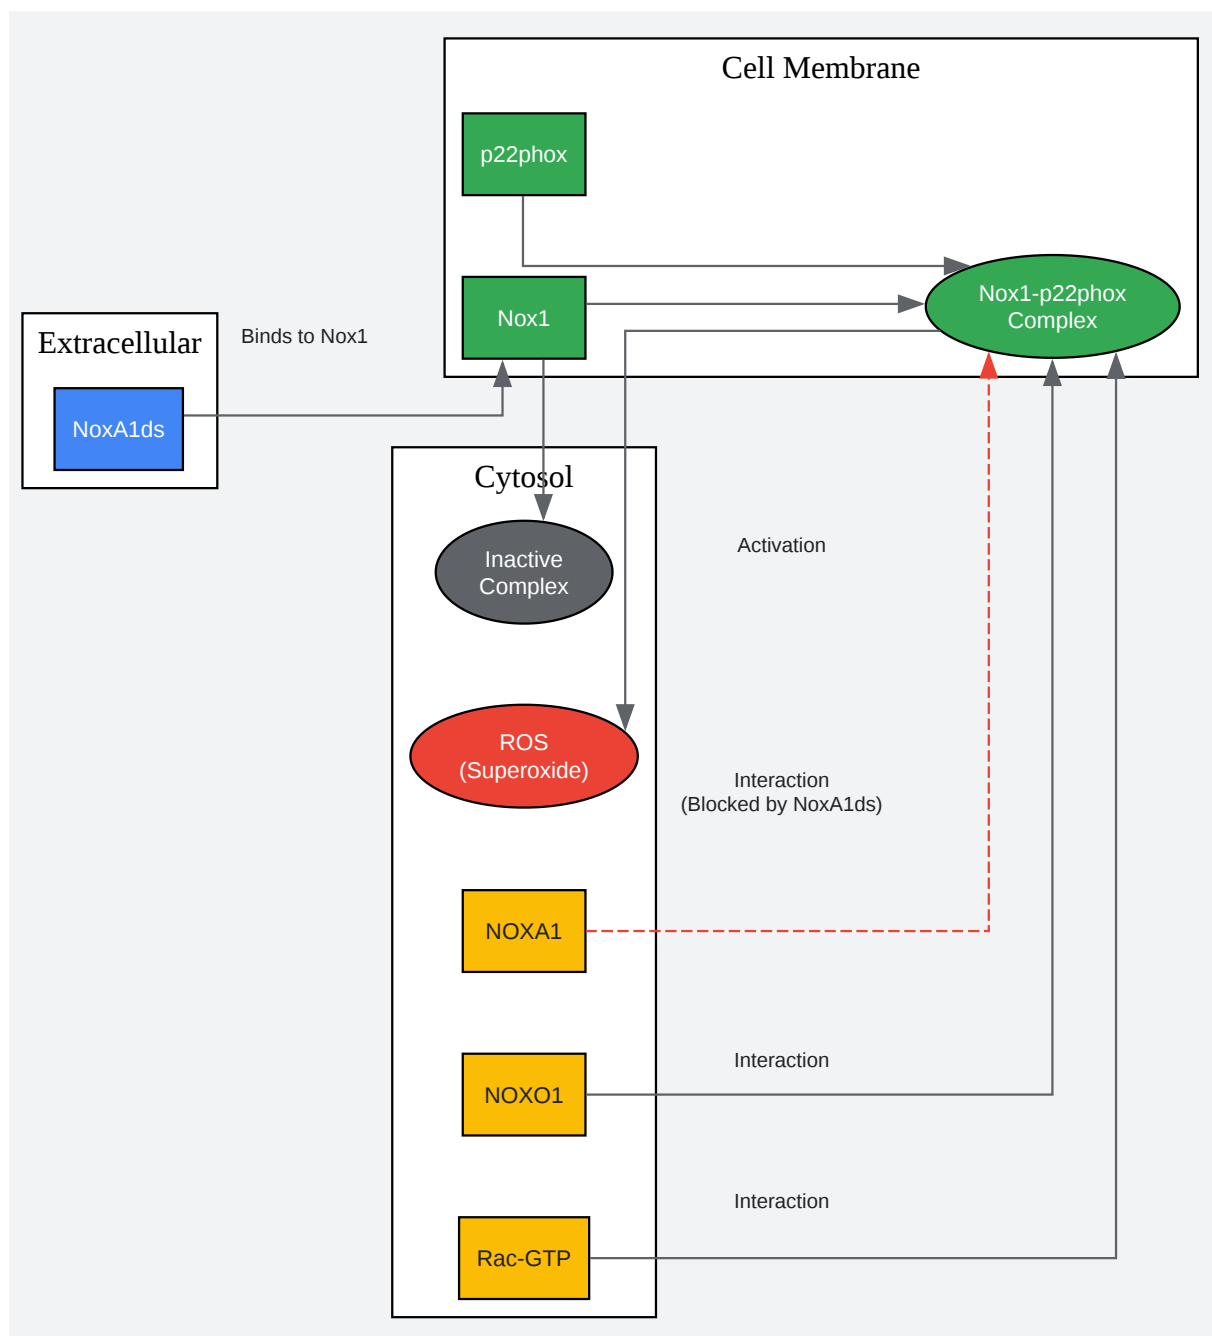 Cell Membrane
p22phox
Nox1-p22phox
Complex
Nox1
Extracellular
Binds to Nox1
NoxA1ds
Cytosol
Inactive
Complex
Activation
ROS
(Superoxide)
Interaction
(Blocked by NoxA1ds)
NOXA1
NOXO1
Interaction
Interaction
Rac-GTP